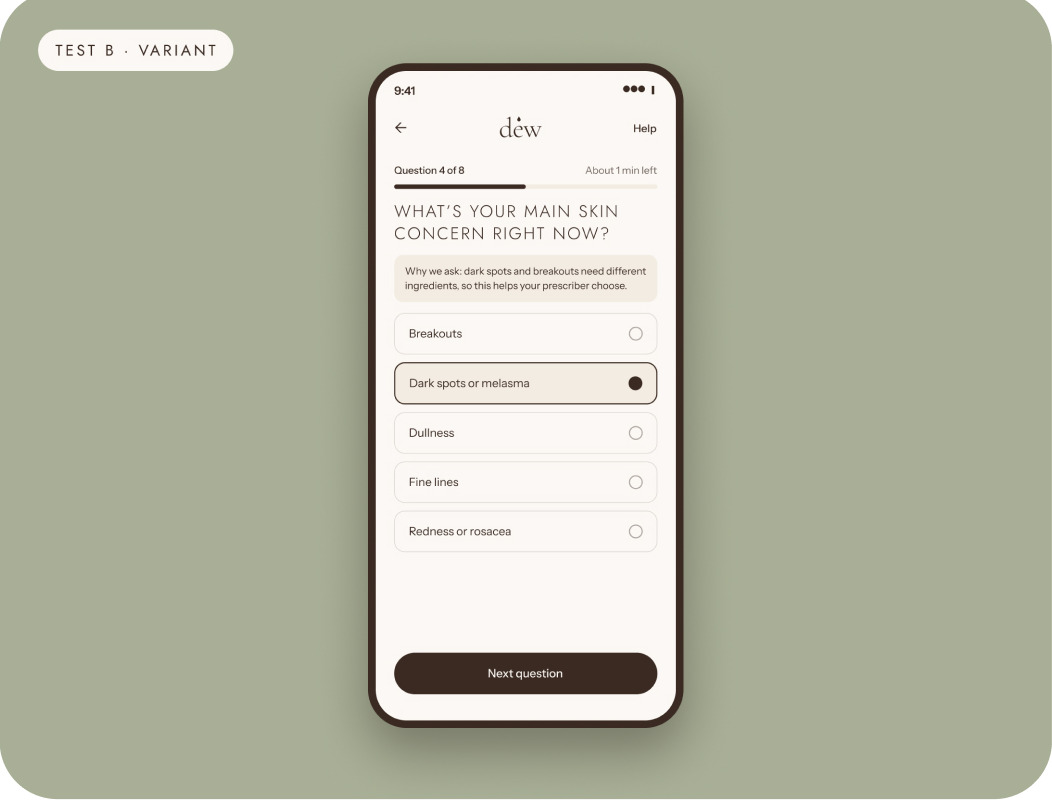 TEST B · VARIANT
9:41
dew
Help
Question 4 of 8
About 1 min left
WHAT’S YOUR MAIN SKIN
CONCERN RIGHT NOW?
Why we ask: dark spots and breakouts need different
ingredients, so this helps your prescriber choose.
Breakouts
Dark spots or melasma
Dullness
Fine lines
Redness or rosacea
Next question